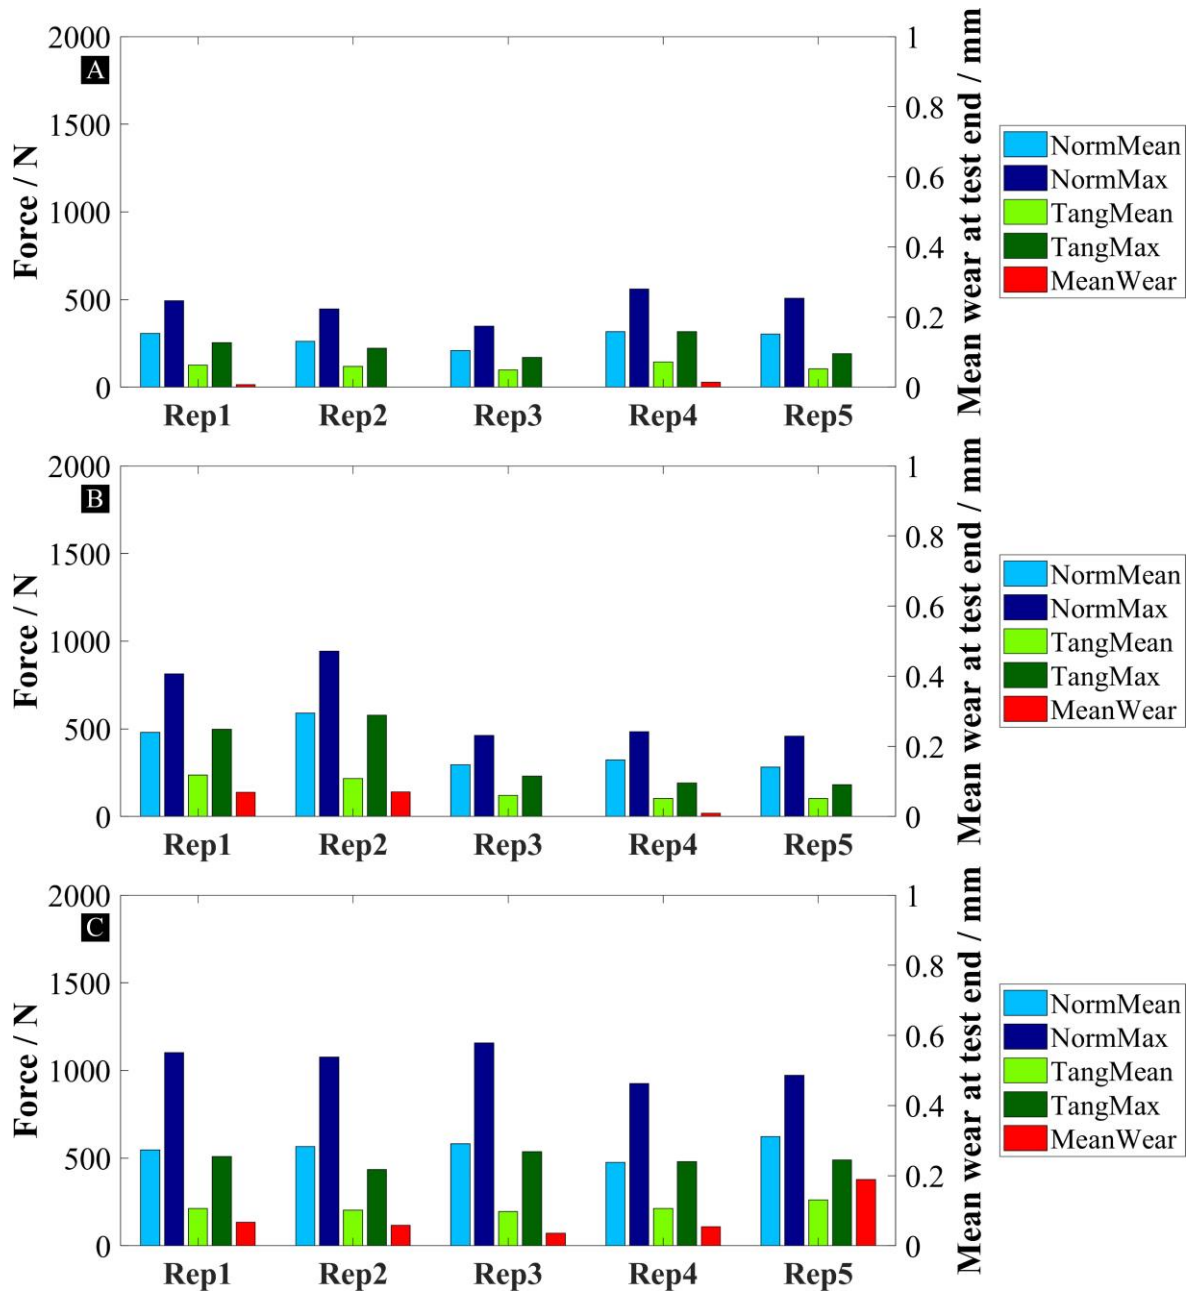 A
2000
1500
1000
500
0
Force / N
1
0.8
0.6
0.4
0.2
0
Mean wear at test end / mm
Rep1 Rep2 Rep3 Rep4 Rep5
NormMean
NormMax
TangMean
TangMax
MeanWear
B
2000
1500
1000
500
0
Force / N
1
0.8
0.6
0.4
0.2
0
Mean wear at test end / mm
Rep1 Rep2 Rep3 Rep4 Rep5
NormMean
NormMax
TangMean
TangMax
MeanWear
C
2000
1500
1000
500
0
Force / N
1
0.8
0.6
0.4
0.2
0
Mean wear at test end / mm
Rep1 Rep2 Rep3 Rep4 Rep5
NormMean
NormMax
TangMean
TangMax
MeanWear